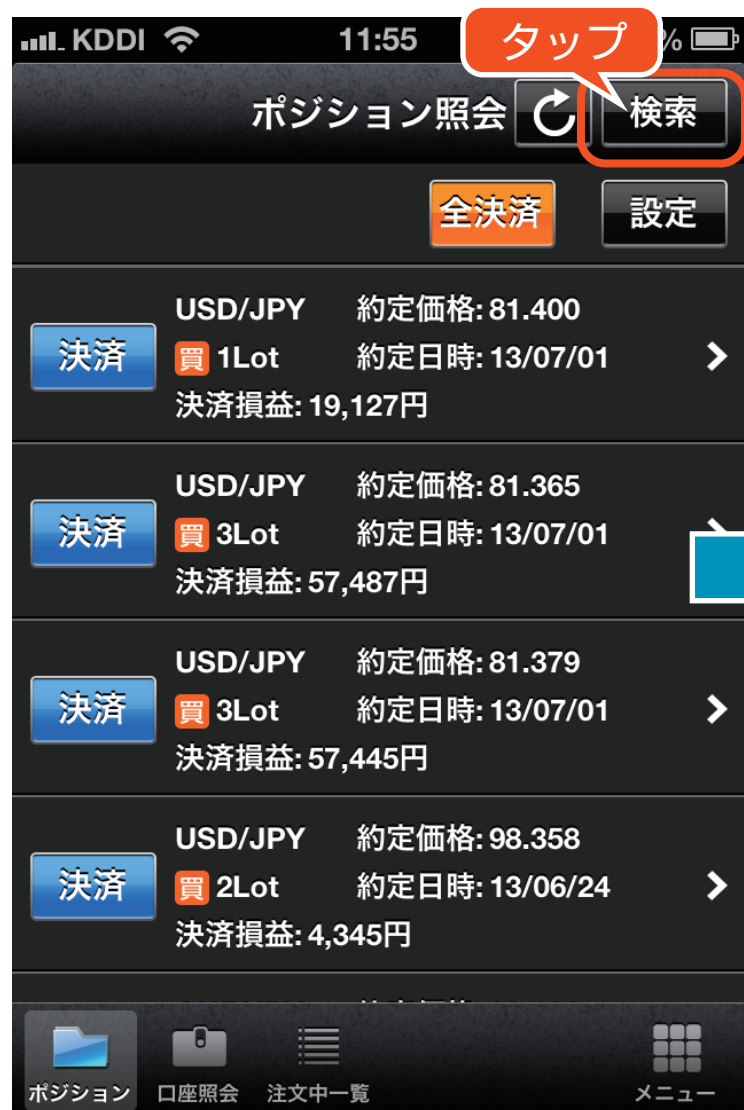 KDDI
11:55
%
タップ
ポジション照会
検索
全決済
設定
決済
USD/JPY 約定価格: 81.400
買 1Lot 約定日時: 13/07/01
決済損益: 19,127円
決済
USD/JPY 約定価格: 81.365
買 3Lot 約定日時: 13/07/01
決済損益: 57,487円
決済
USD/JPY 約定価格: 81.379
買 3Lot 約定日時: 13/07/01
決済損益: 57,445円
決済
USD/JPY 約定価格: 98.358
買 2Lot 約定日時: 13/06/24
決済損益: 4,345円
ポジション
口座照会
注文中一覧
メニュー